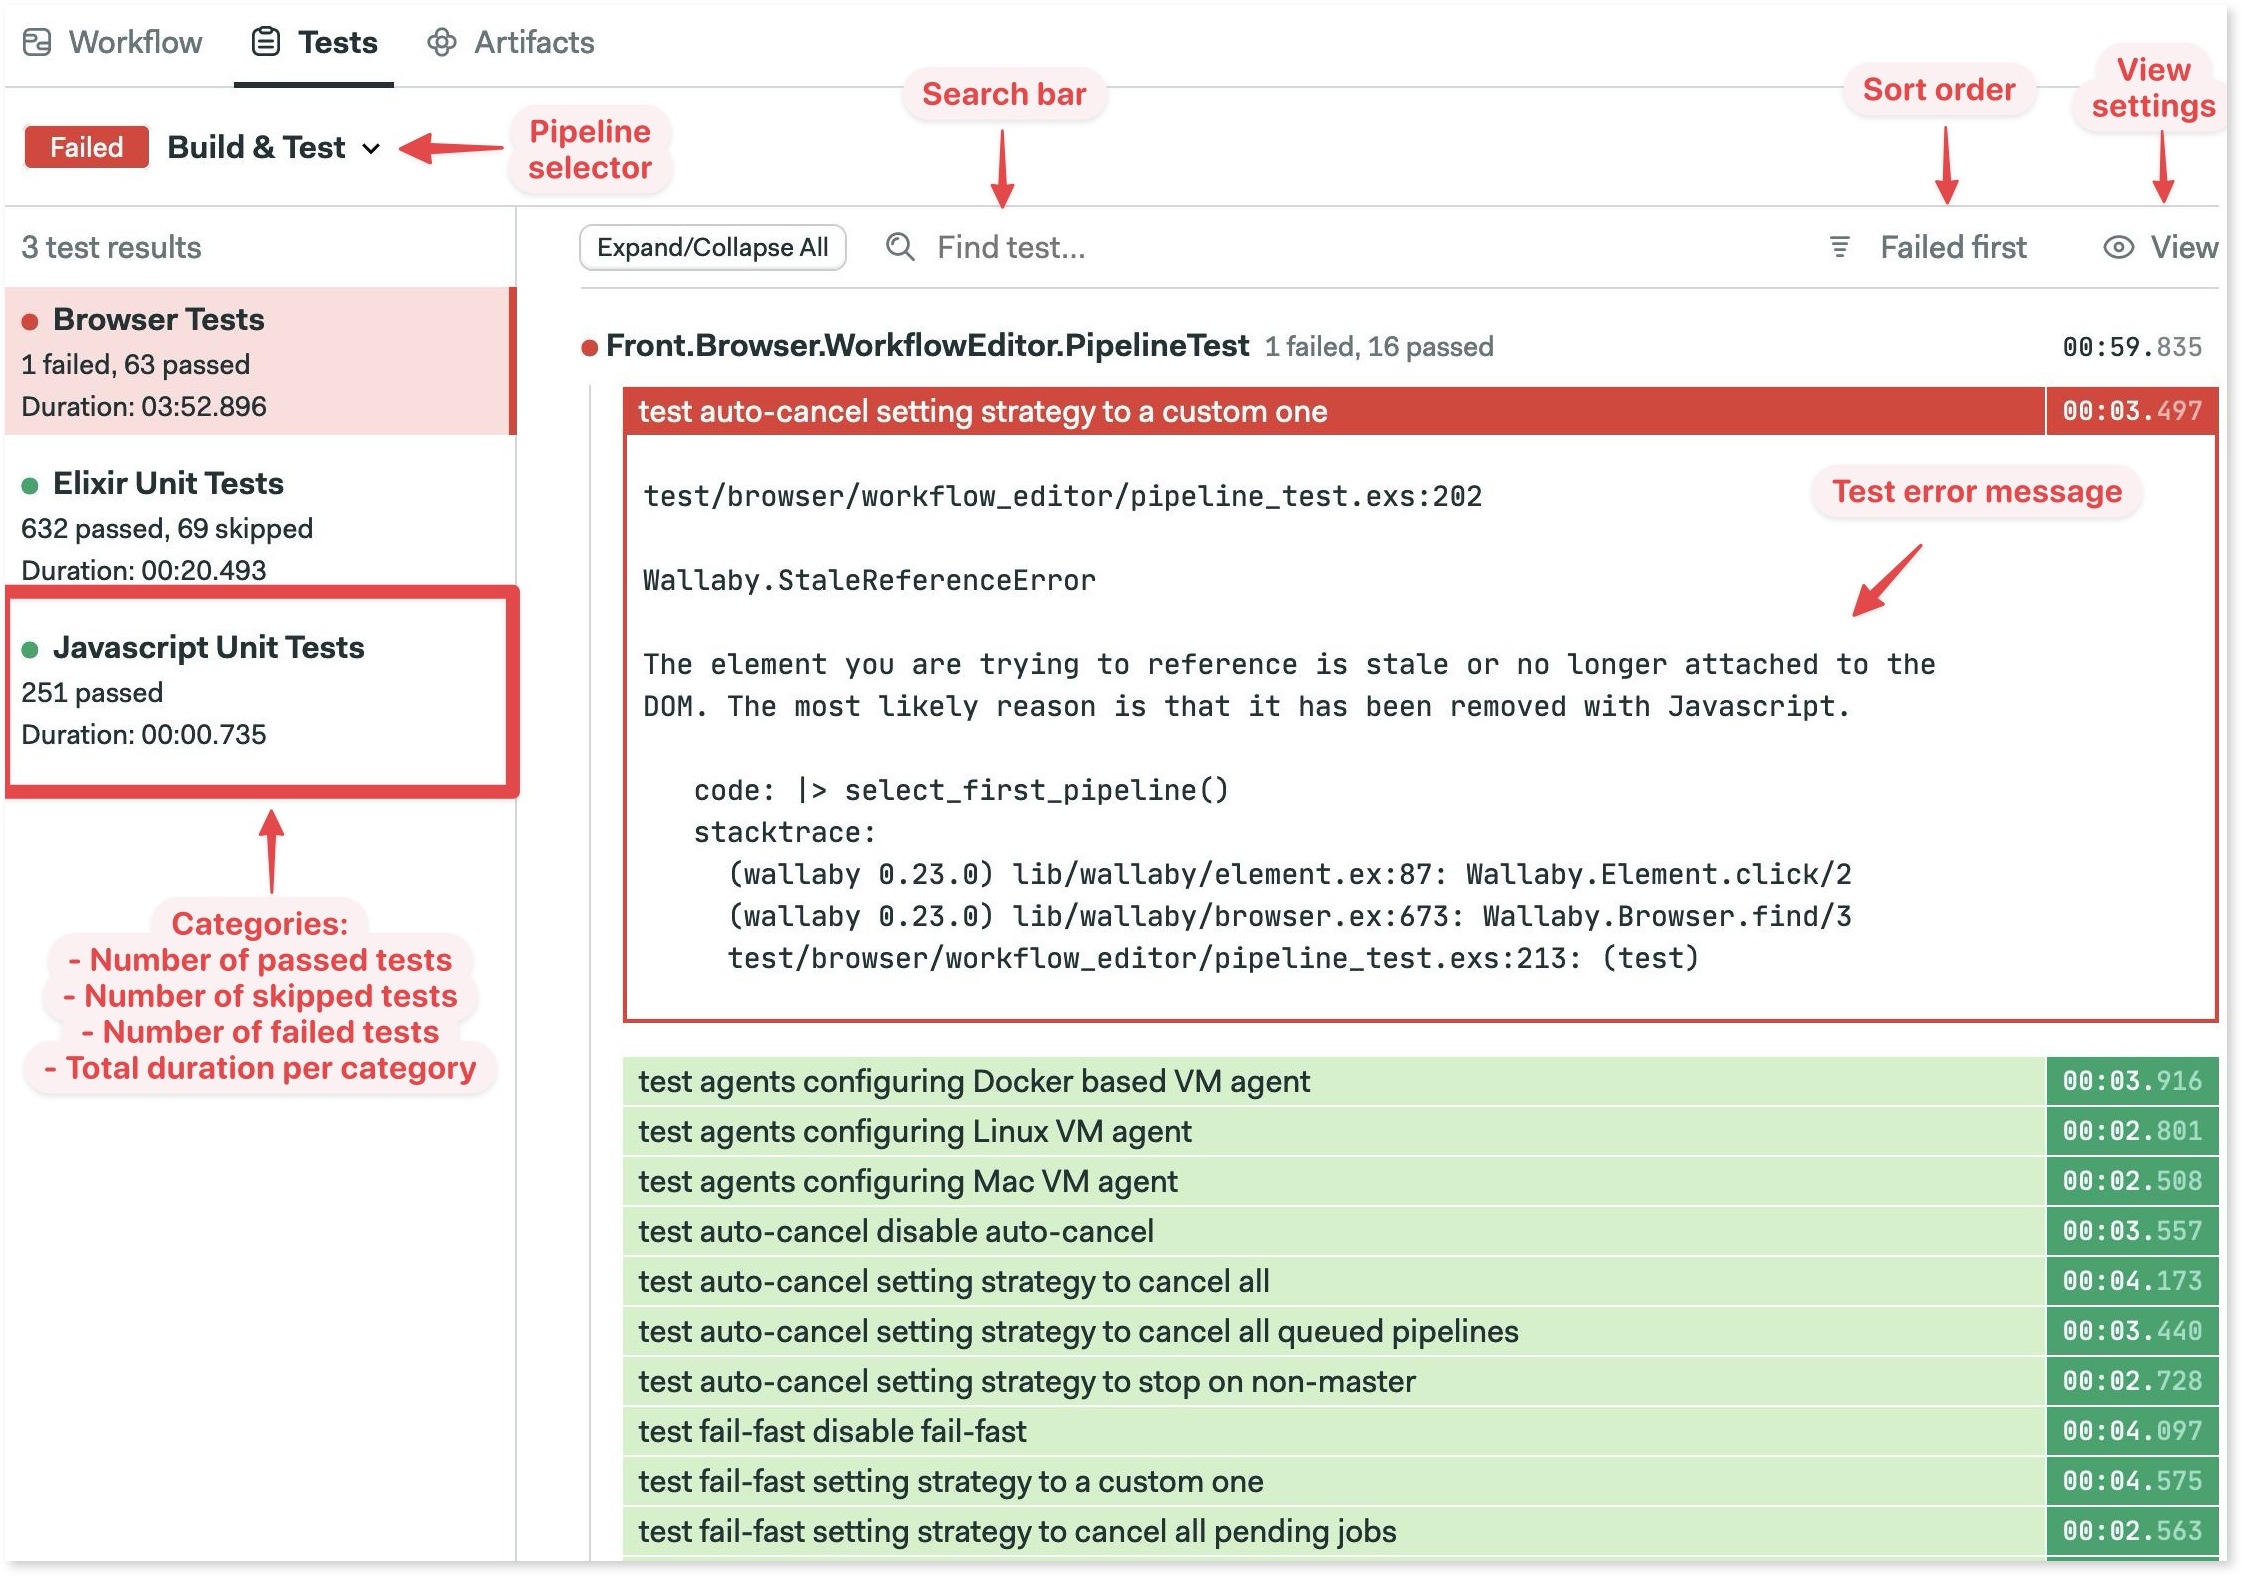 Workflow
Tests
Artifacts
Search bar
Sort order
View
settings
Failed
Build & Test
Pipeline
selector
3 test results
Expand/Collapse All
Find test...
Failed first
View
Browser Tests
1 failed, 63 passed
Duration: 03:52.896
Elixir Unit Tests
632 passed, 69 skipped
Duration: 00:20.493
Javascript Unit Tests
251 passed
Duration: 00:00.735
Categories:
- Number of passed tests
- Number of skipped tests
- Number of failed tests
- Total duration per category
Front.Browser.WorkflowEditor.PipelineTest 1 failed, 16 passed 00:59.835
test auto-cancel setting strategy to a custom one 00:03.497
test/browser/workflow_editor/pipeline_test.exs:202
Test error message
Wallaby.StaleReferenceError
The element you are trying to reference is stale or no longer attached to the
DOM. The most likely reason is that it has been removed with Javascript.
code: |> select_first_pipeline()
stacktrace:
(wallaby 0.23.0) lib/wallaby/element.ex:87: Wallaby.Element.click/2
(wallaby 0.23.0) lib/wallaby/browser.ex:673: Wallaby.Browser.find/3
test/browser/workflow_editor/pipeline_test.exs:213: (test)
test agents configuring Docker based VM agent 00:03.916
test agents configuring Linux VM agent 00:02.801
test agents configuring Mac VM agent 00:02.508
test auto-cancel disable auto-cancel 00:03.557
test auto-cancel setting strategy to cancel all 00:04.173
test auto-cancel setting strategy to cancel all queued pipelines 00:03.440
test auto-cancel setting strategy to stop on non-master 00:02.728
test fail-fast disable fail-fast 00:04.097
test fail-fast setting strategy to a custom one 00:04.575
test fail-fast setting strategy to cancel all pending jobs 00:02.563